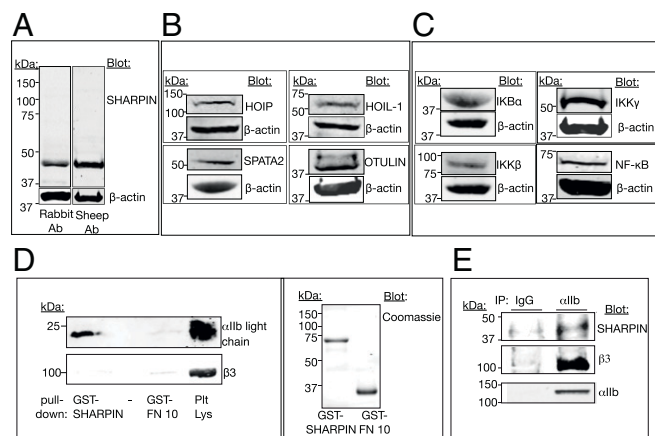 A
kDa:
Blot:
150
100
75
SHARPIN
50
37
β-actin
37
Rabbit Ab
Sheep Ab
B
kDa:
Blot:
150
100
HOIP
37
β-actin
kDa:
Blot:
75
50
HOIL-1
37
β-actin
50
SPATA2
37
β-actin
50
OTULIN
37
β-actin
C
kDa:
Blot:
37
IKBα
37
β-actin
kDa:
Blot:
50
IKKγ
37
β-actin
100
75
IKKβ
37
β-actin
75
NF-κB
37
β-actin
D
kDa:
25
αIIb light chain
100
β3
pull-down:
GST-SHARPIN
-
GST-FN 10
Plt Lys
kDa:
Blot:
150
100
75
Coomassie
50
37
GST-SHARPIN
GST-FN 10
E
IP:
IgG
αIIb
kDa:
Blot:
50
37
SHARPIN
100
β3
150
100
αIIb